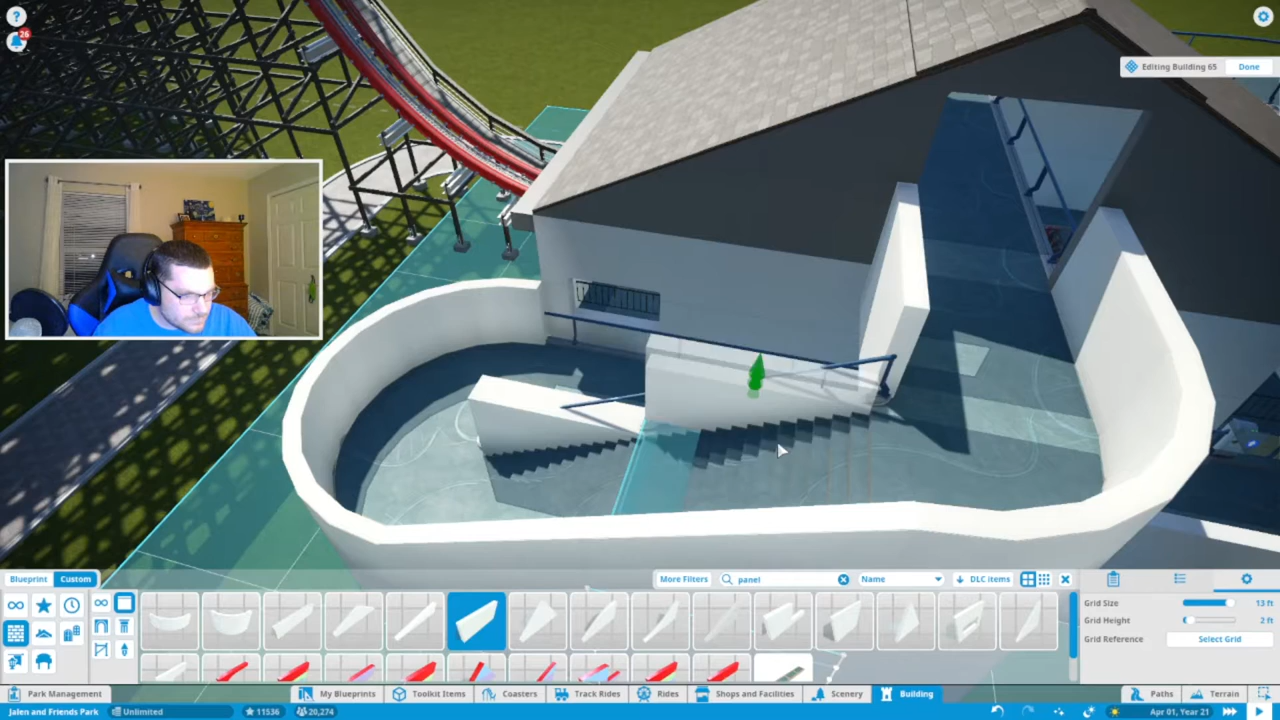 ?
26
Editing Building 65
Done
Blueprint
Custom
More Filters
panel
Name
DLC items
Grid Size
13 ft
Grid Height
2 ft
Grid Reference
Select Grid
Park Management
My Blueprints
Toolkit Items
Coasters
Track Rides
Rides
Shops and Facilities
Scenery
Building
Paths
Terrain
Jalen and Friends Park
Unlimited
11536
20,274
Apr 01, Year 21